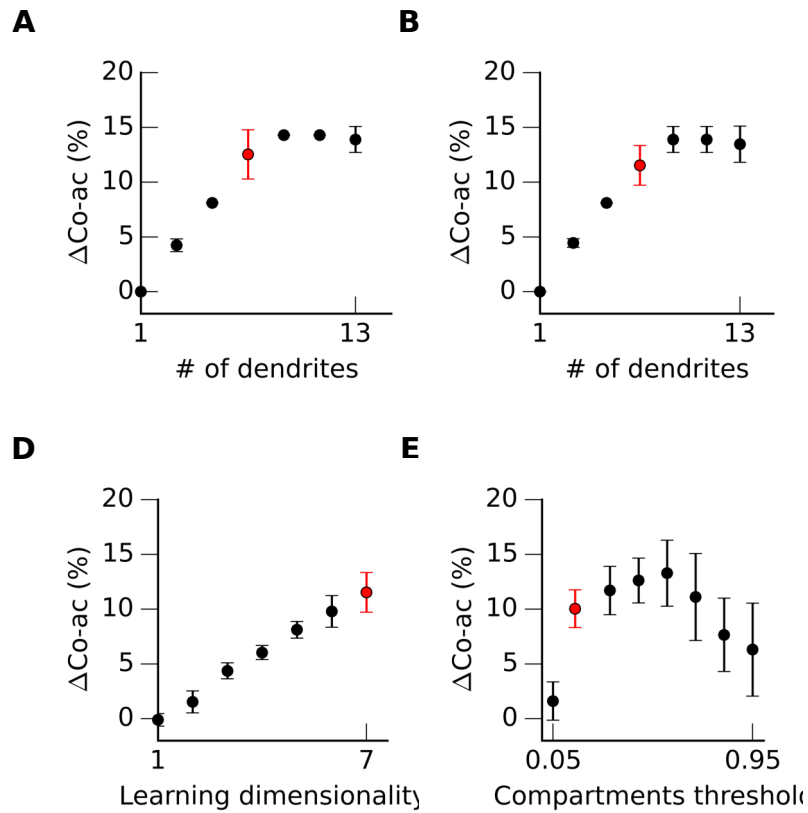 A
20
15
10
5
0
ΔCo-ac (%)
1
13
# of dendrites
B
20
15
10
5
0
ΔCo-ac (%)
1
13
# of dendrites
D
20
15
10
5
0
ΔCo-ac (%)
1
7
Learning dimensionality
E
20
15
10
5
0
ΔCo-ac (%)
0.05
0.95
Compartments threshold